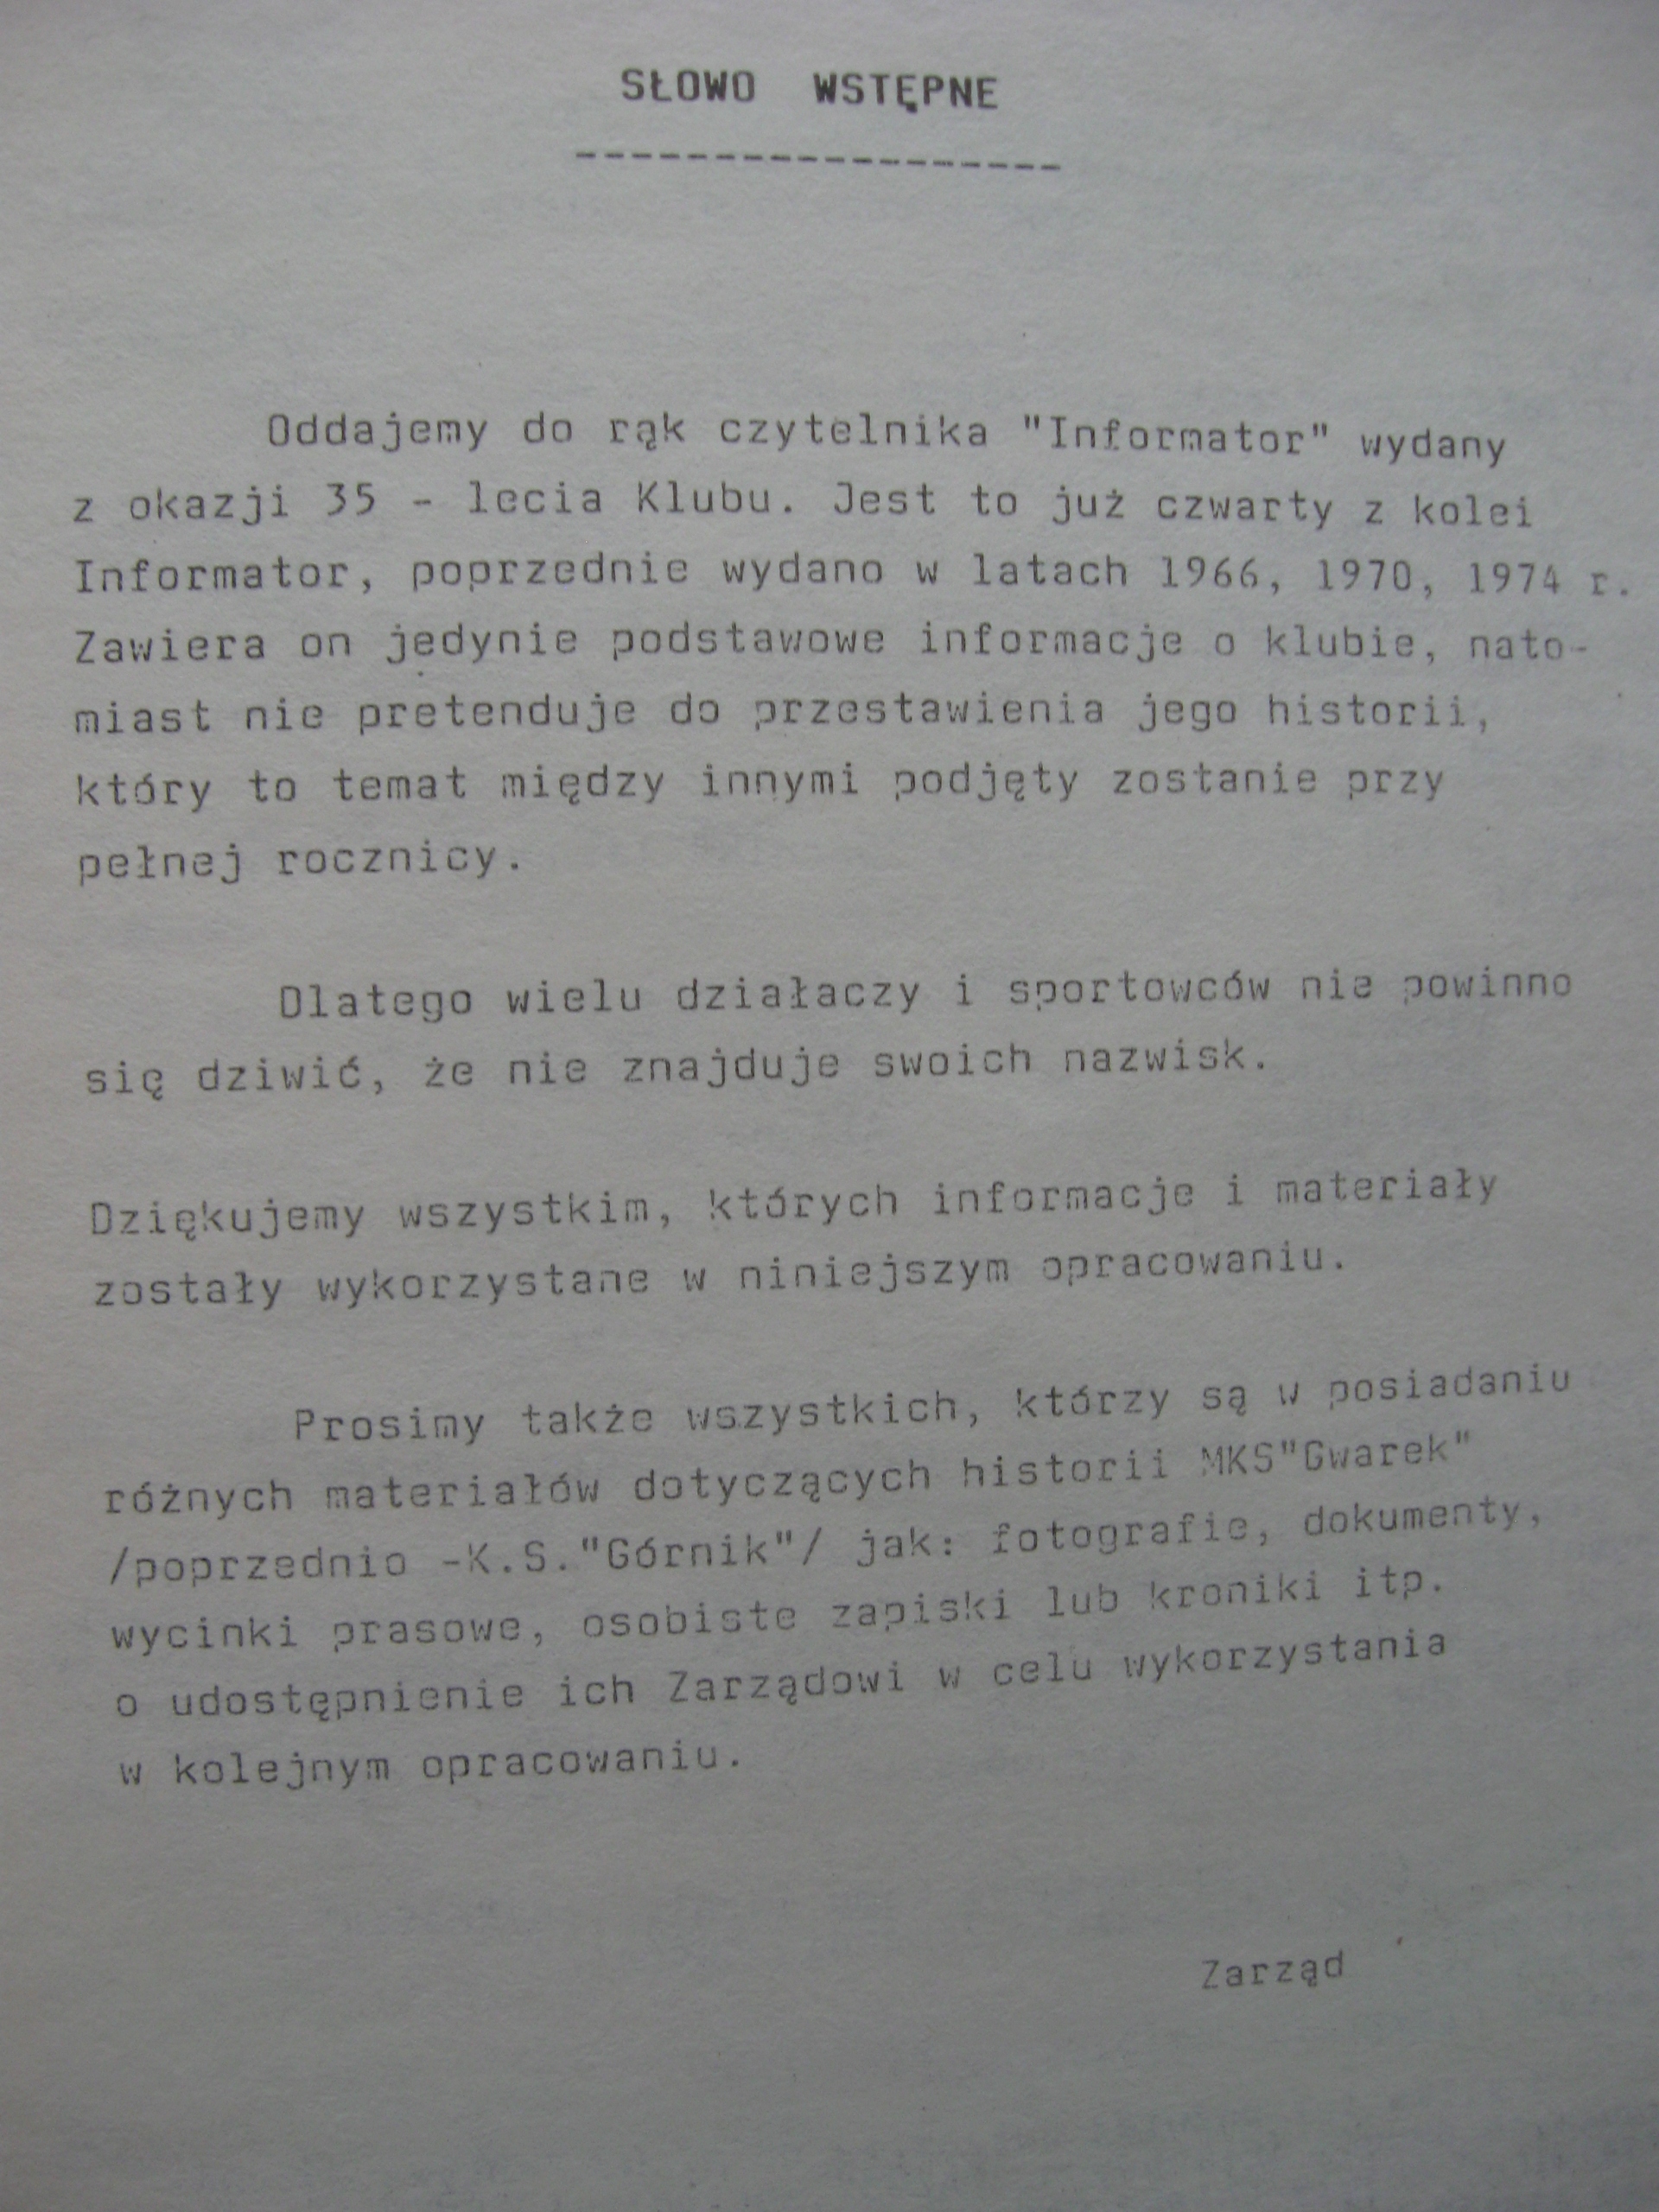 SŁOWO WSTĘPNE
------------------
Oddajemy do rąk czytelnika "Informator" wydany
z okazji 35 - lecia Klubu. Jest to już czwarty z kolei
Informator, poprzednie wydano w latach 1966, 1970, 1974 r.
Zawiera on jedynie podstawowe informacje o klubie, nato-
miast nie pretenduje do przestawienia jego historii,
który to temat między innymi podjęty zostanie przy
pełnej rocznicy.
Dlatego wielu działaczy i sportowców nie powinno
się dziwić, że nie znajduje swoich nazwisk.
Dziękujemy wszystkim, których informacje i materiały
zostały wykorzystane w niniejszym opracowaniu.
Prosimy także wszystkich, którzy są w posiadaniu
różnych materiałów dotyczących historii MKS"Gwarek"
/poprzednio -K.S."Górnik"/ jak: fotografie, dokumenty,
wycinki prasowe, osobiste zapiski lub kroniki itp.
o udostępnienie ich Zarządowi w celu wykorzystania
w kolejnym opracowaniu.
Zarząd